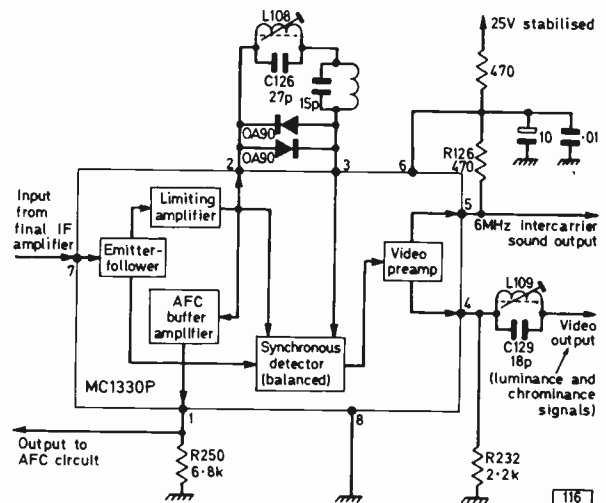 L108
25V stabilised
C126
27p
15p
470
OA90
OA90
10
.01
R126
470
2
3
6
Input
from
final IF
amplifier
7
Limiting
amplifier
Emitter-
follower
AFC
buffer
amplifier
Synchronous
detector
(balanced)
Video
preamp
5
6MHz intercarrier
sound output
4
L109
C129
18p
Video
output
(luminance and
chrominance
signals)
MC1330P
1
8
Output to
AFC circuit
R250
6·8k
R232
2·2k
116